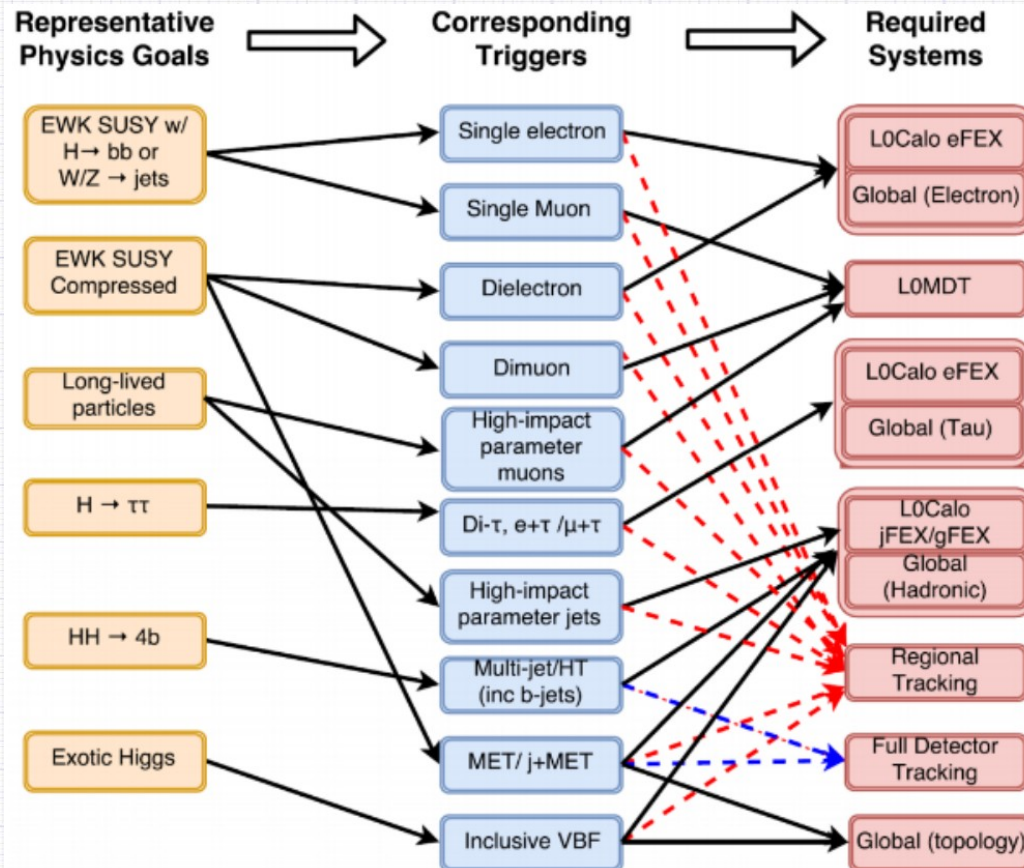 Representative
Physics Goals
Corresponding
Triggers
Required
Systems
EWK SUSY w/
H→ bb or
W/Z → jets
EWK SUSY
Compressed
Long-lived
particles
H → ττ
HH → 4b
Exotic Higgs
Single electron
Single Muon
Dielectron
Dimuon
High-impact
parameter
muons
Di-τ, e+τ /μ+τ
High-impact
parameter jets
Multi-jet/HT
(inc b-jets)
MET/ j+MET
Inclusive VBF
L0Calo eFEX
Global (Electron)
L0MDT
L0Calo eFEX
Global (Tau)
L0Calo
jFEX/gFEX
Global
(Hadronic)
Regional
Tracking
Full Detector
Tracking
Global (topology)